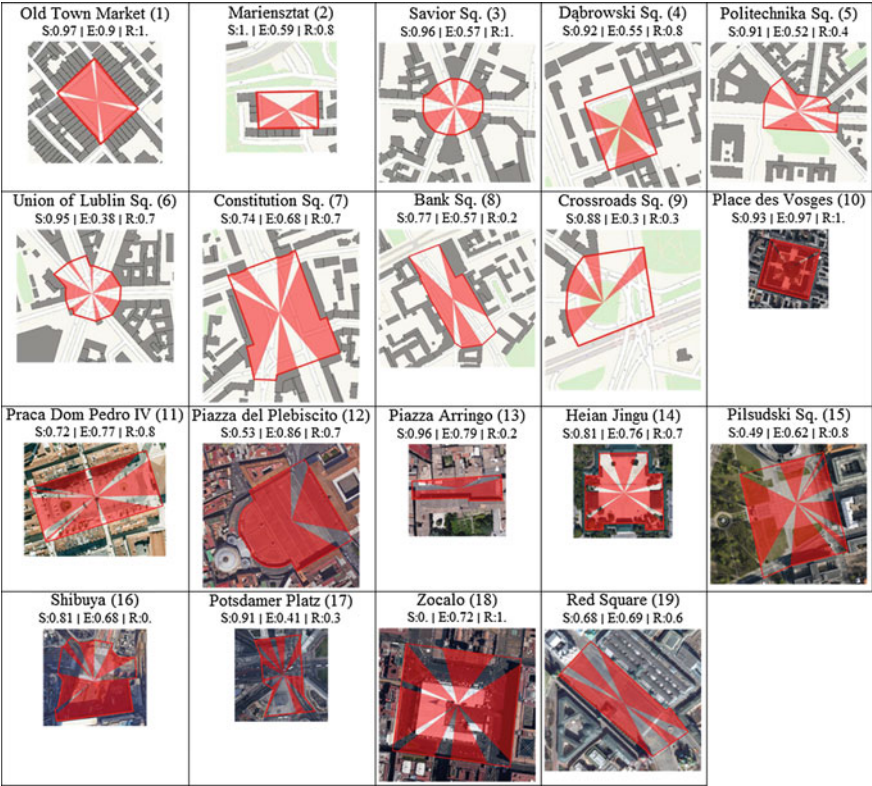 Old Town Market (1)
S:0.97 | E:0.9 | R:1.
Mariensztat (2)
S:1. | E:0.59 | R:0.8
Savior Sq. (3)
S:0.96 | E:0.57 | R:1.
Dąbrowski Sq. (4)
S:0.92 | E:0.55 | R:0.8
Politechnika Sq. (5)
S:0.91 | E:0.52 | R:0.4
Union of Lublin Sq. (6)
S:0.95 | E:0.38 | R:0.7
Constitution Sq. (7)
S:0.74 | E:0.68 | R:0.7
Bank Sq. (8)
S:0.77 | E:0.57 | R:0.2
Crossroads Sq. (9)
S:0.88 | E:0.3 | R:0.3
Place des Vosges (10)
S:0.93 | E:0.97 | R:1.
Praca Dom Pedro IV (11)
S:0.72 | E:0.77 | R:0.8
Piazza del Plebiscito (12)
S:0.53 | E:0.86 | R:0.7
Piazza Arringo (13)
S:0.96 | E:0.79 | R:0.2
Heian Jingu (14)
S:0.81 | E:0.76 | R:0.7
Pilsudski Sq. (15)
S:0.49 | E:0.62 | R:0.8
Shibuya (16)
S:0.81 | E:0.68 | R:0.
Potsdamer Platz (17)
S:0.91 | E:0.41 | R:0.3
Zocalo (18)
S:0. | E:0.72 | R:1.
Red Square (19)
S:0.68 | E:0.69 | R:0.6